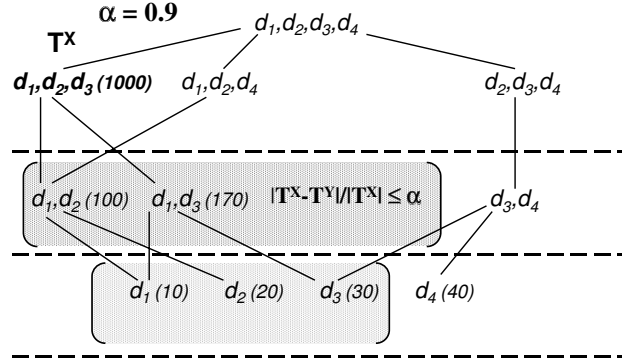 α = 0.9
d1,d2,d3,d4
T^X
d1,d2,d3 (1000) d1,d2,d4 d2,d3,d4
d1,d2 (100) d1,d3 (170) |T^X-T^Y|/|T^X| ≤ α d3,d4
d1 (10) d2 (20) d3 (30) d4 (40)